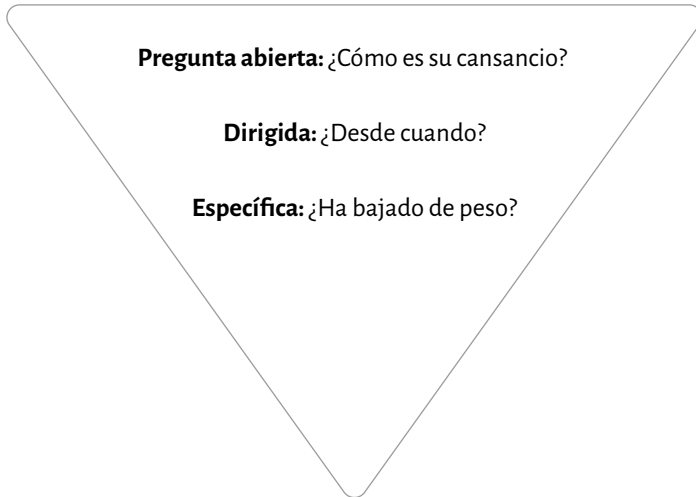 Pregunta abierta: ¿Cómo es su cansancio?
Dirigida: ¿Desde cuando?
Específica: ¿Ha bajado de peso?